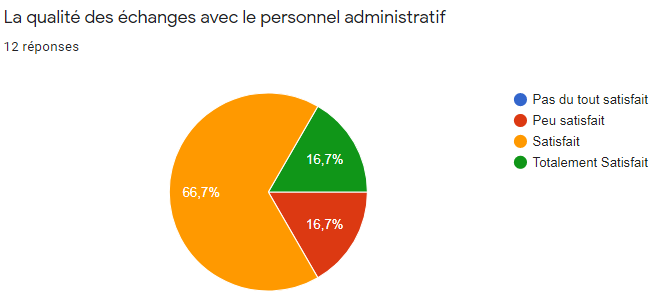 La qualité des échanges avec le personnel administratif
12 réponses
Pas du tout satisfait
Peu satisfait
Satisfait
Totalement Satisfait
16,7%
66,7%
16,7%